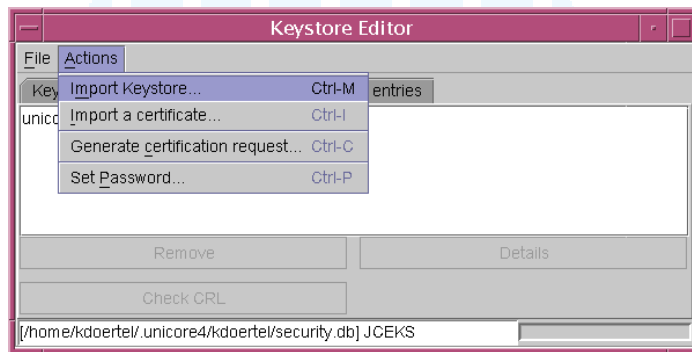 Keystore Editor
File Actions
Key entries
Import Keystore... Ctrl-M
unico
Import a certificate... Ctrl-I
Generate certification request... Ctrl-C
Set Password... Ctrl-P
Remove Details
Check CRL
[/home/kdoertel/.unicore4/kdoertel/security.db] JCEKS